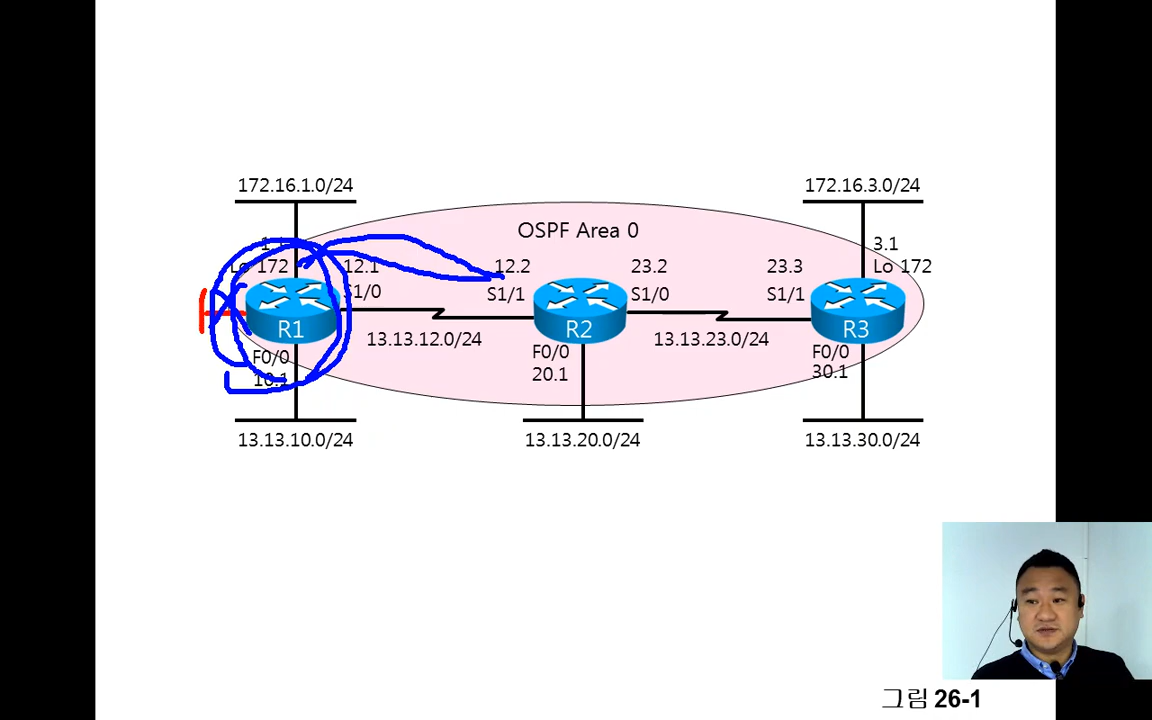 172.16.1.0/24
172.16.3.0/24
OSPF Area 0
1.1
3.1
Lo 172
12.1
12.2
23.2
23.3
Lo 172
S1/0
S1/1
S1/0
S1/1
R1
R2
R3
13.13.12.0/24
13.13.23.0/24
F0/0
F0/0
F0/0
10.1
20.1
30.1
13.13.10.0/24
13.13.20.0/24
13.13.30.0/24
그림 26-1